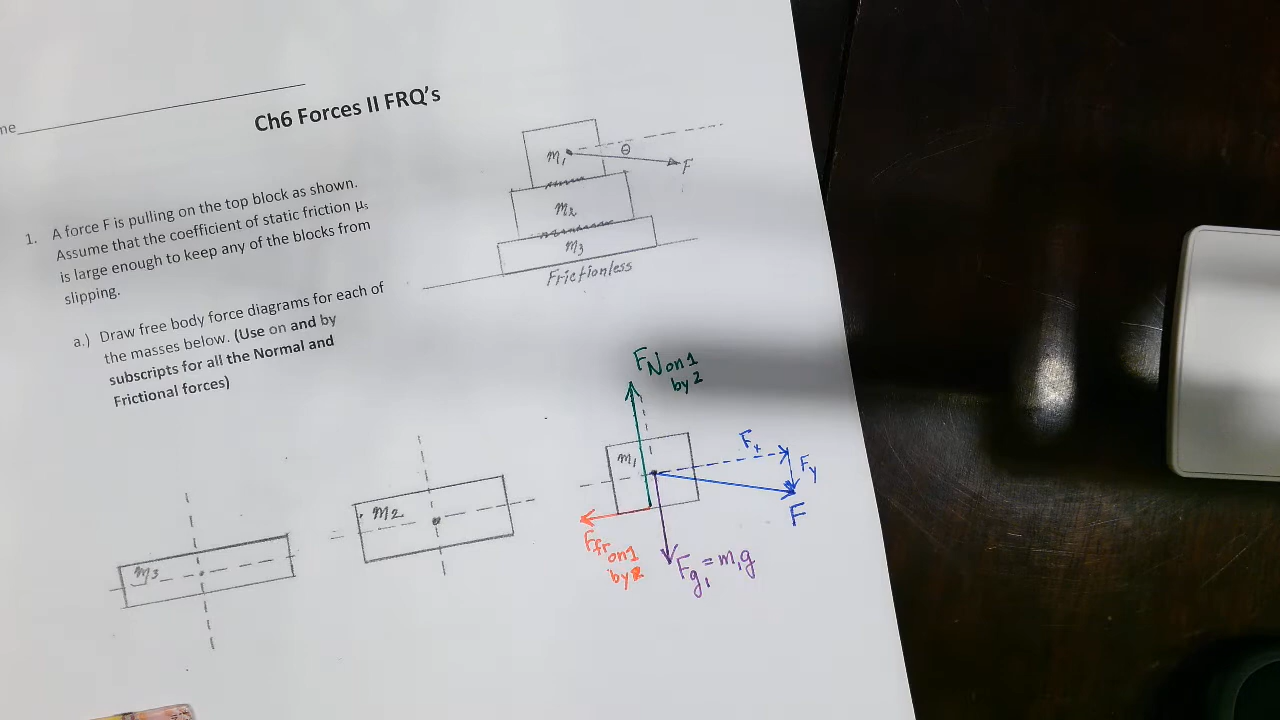 me
Ch6 Forces II FRQ's
1. A force F is pulling on the top block as shown.
Assume that the coefficient of static friction μs
is large enough to keep any of the blocks from
slipping.
a.) Draw free body force diagrams for each of
the masses below. (Use on and by
subscripts for all the Normal and
Frictional forces)
m1
θ
F
m2
m3
Frictionless
FN on 1
by 2
m1
Fx
Fy
F
Ffr on 1
by 2
Fg1 = m1g
m2
m3